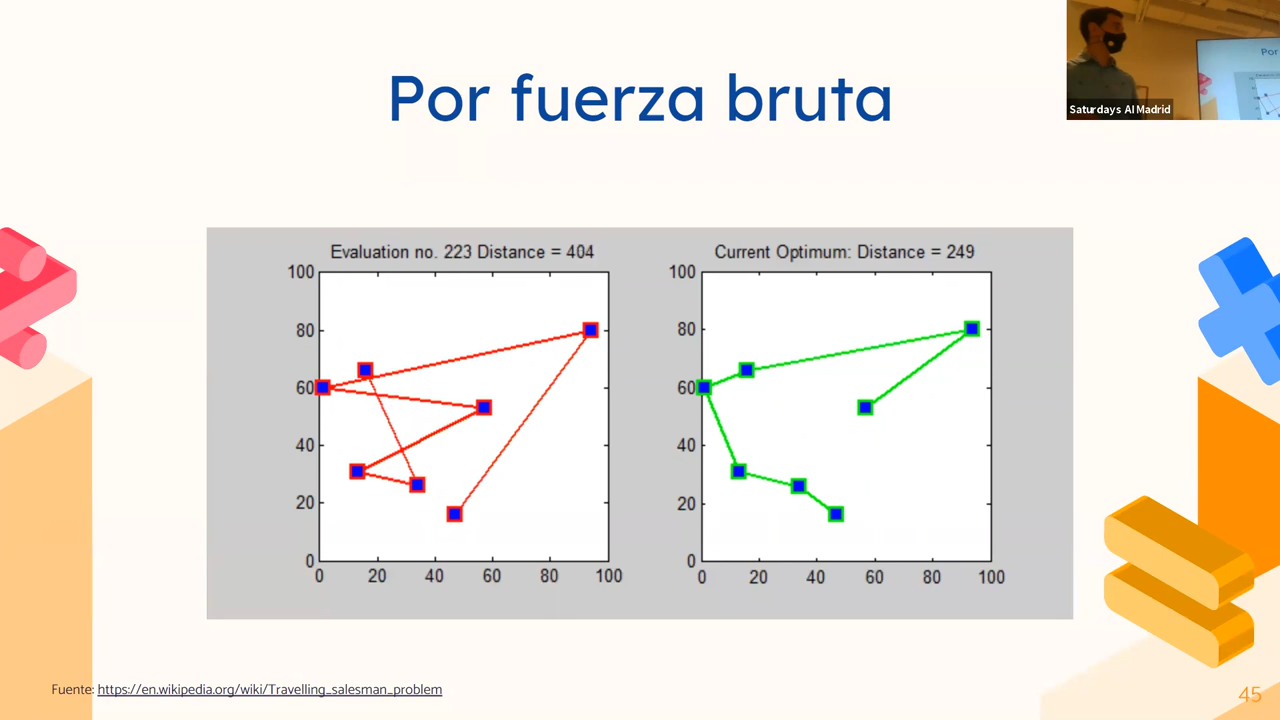 Por fuerza bruta
Saturdays AI Madrid
Por
Evaluation no. 223 Distance = 404
100
80
60
40
20
0
0 20 40 60 80 100
Current Optimum: Distance = 249
100
80
60
40
20
0
0 20 40 60 80 100
Fuente: https://en.wikipedia.org/wiki/Travelling_salesman_problem
45